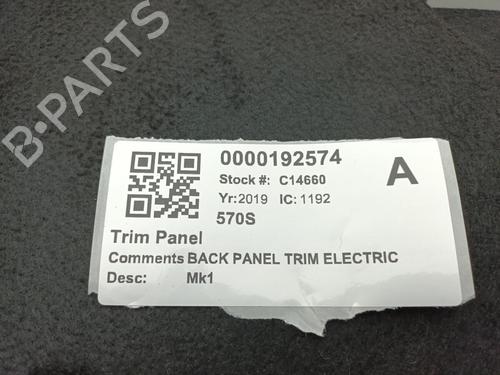 B-PARTS
0000192574
A
Stock #: C14660
Yr:2019 IC:1192
570S
Trim Panel
Comments BACK PANEL TRIM ELECTRIC
Desc: Mk1